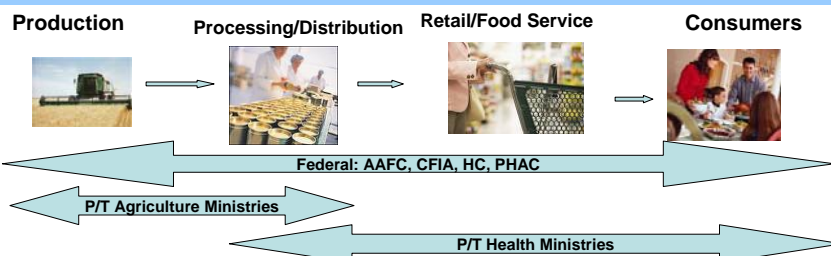 Production
Processing/Distribution
Retail/Food Service
Consumers
Federal: AAFC, CFIA, HC, PHAC
P/T Agriculture Ministries
P/T Health Ministries